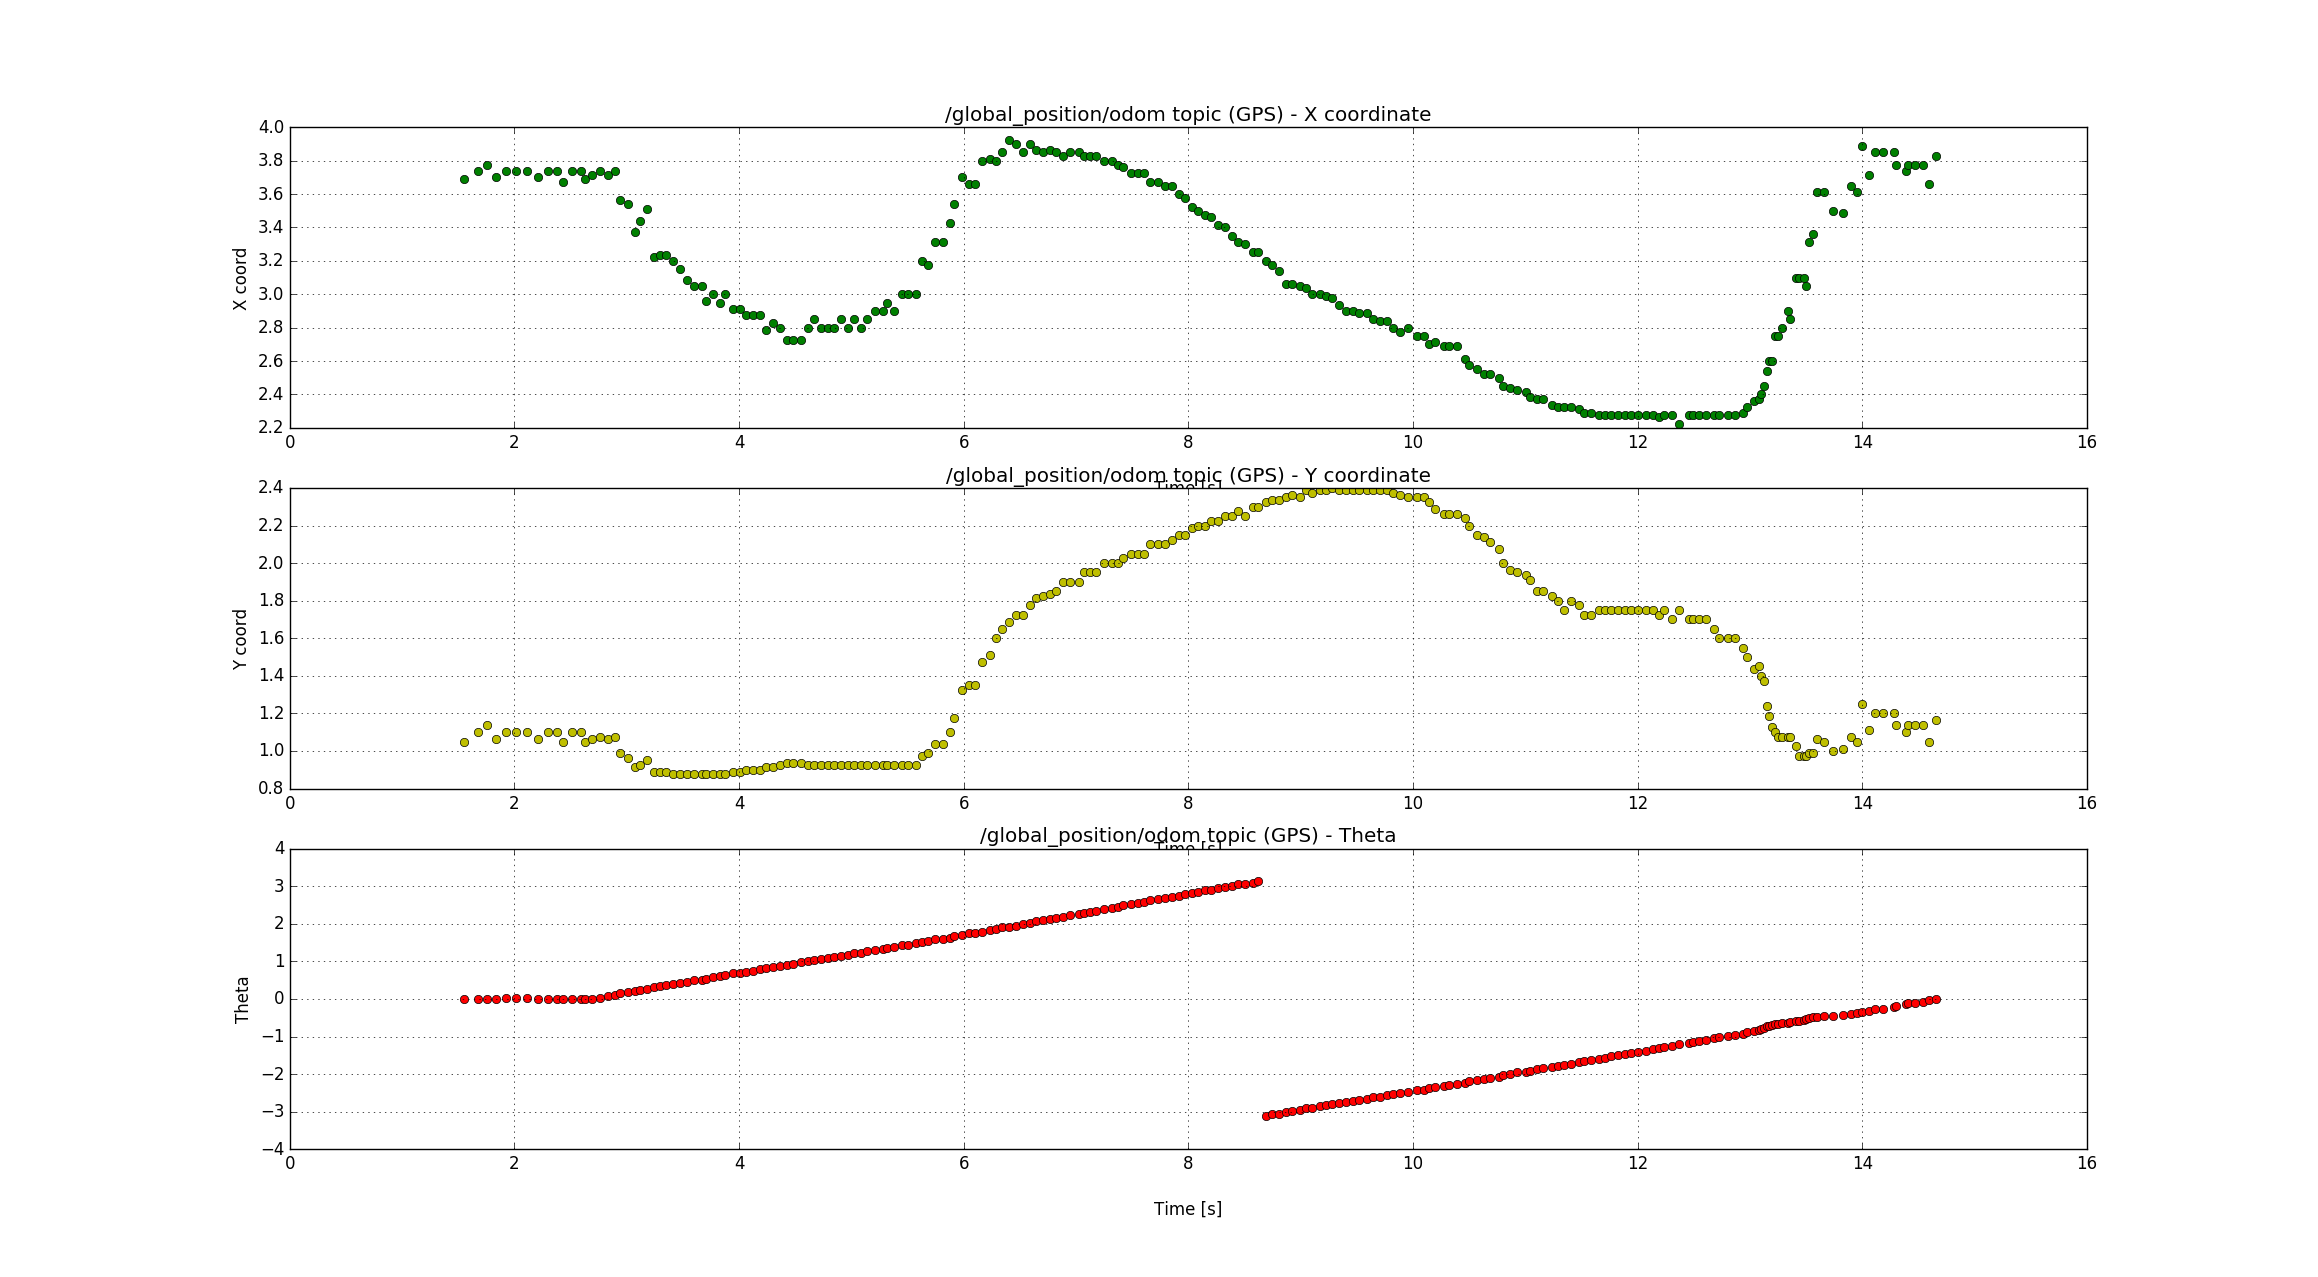 /global_position/odom topic (GPS) - X coordinate
4.0
3.8
3.6
3.4
3.2
3.0
2.8
2.6
2.4
2.2
X coord
0 2 4 6 8 10 12 14 16
Time [s]
/global_position/odom topic (GPS) - Y coordinate
2.4
2.2
2.0
1.8
1.6
1.4
1.2
1.0
0.8
Y coord
0 2 4 6 8 10 12 14 16
Time [s]
/global_position/odom topic (GPS) - Theta
4
3
2
1
0
−1
−2
−3
−4
Theta
0 2 4 6 8 10 12 14 16
Time [s]